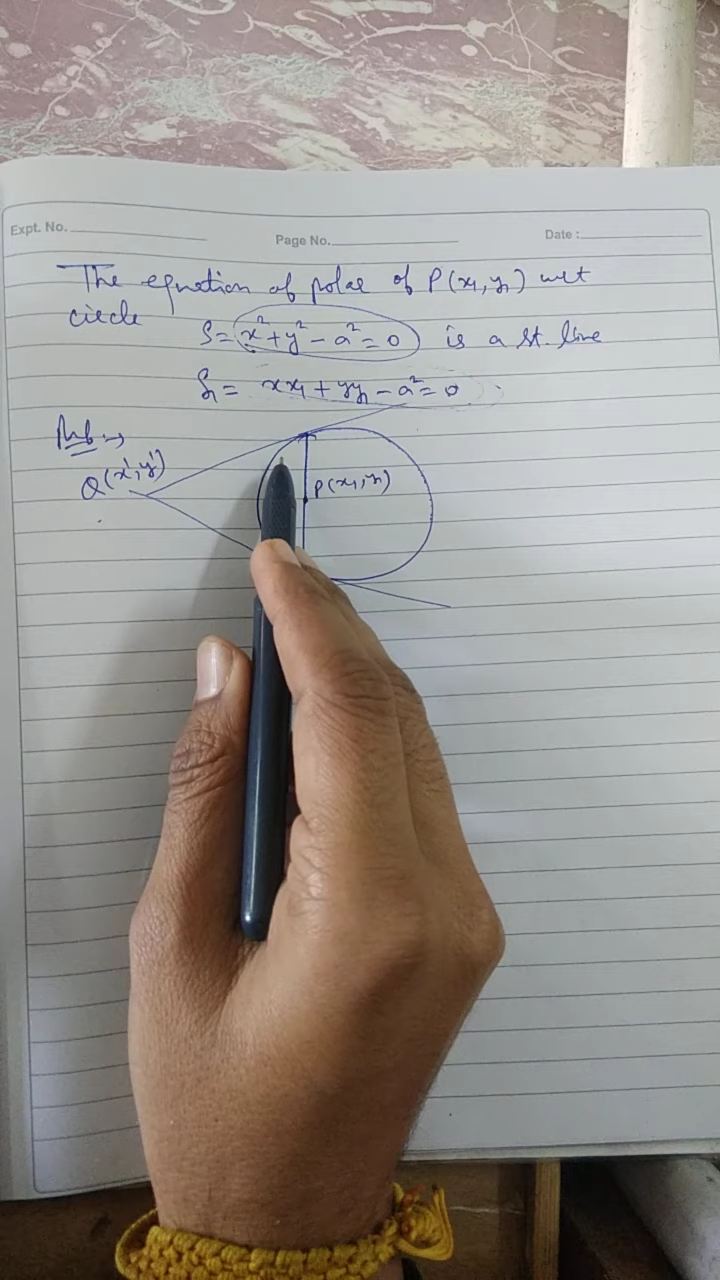 Expt. No.
Page No.
Date :
The equation of polar of P(x₁, y₁) wrt
circle S = x² + y² - a² = 0 is a st. line
S₁ = xx₁ + yy₁ - a² = 0
Q(x', y')
P(x₁, y₁)